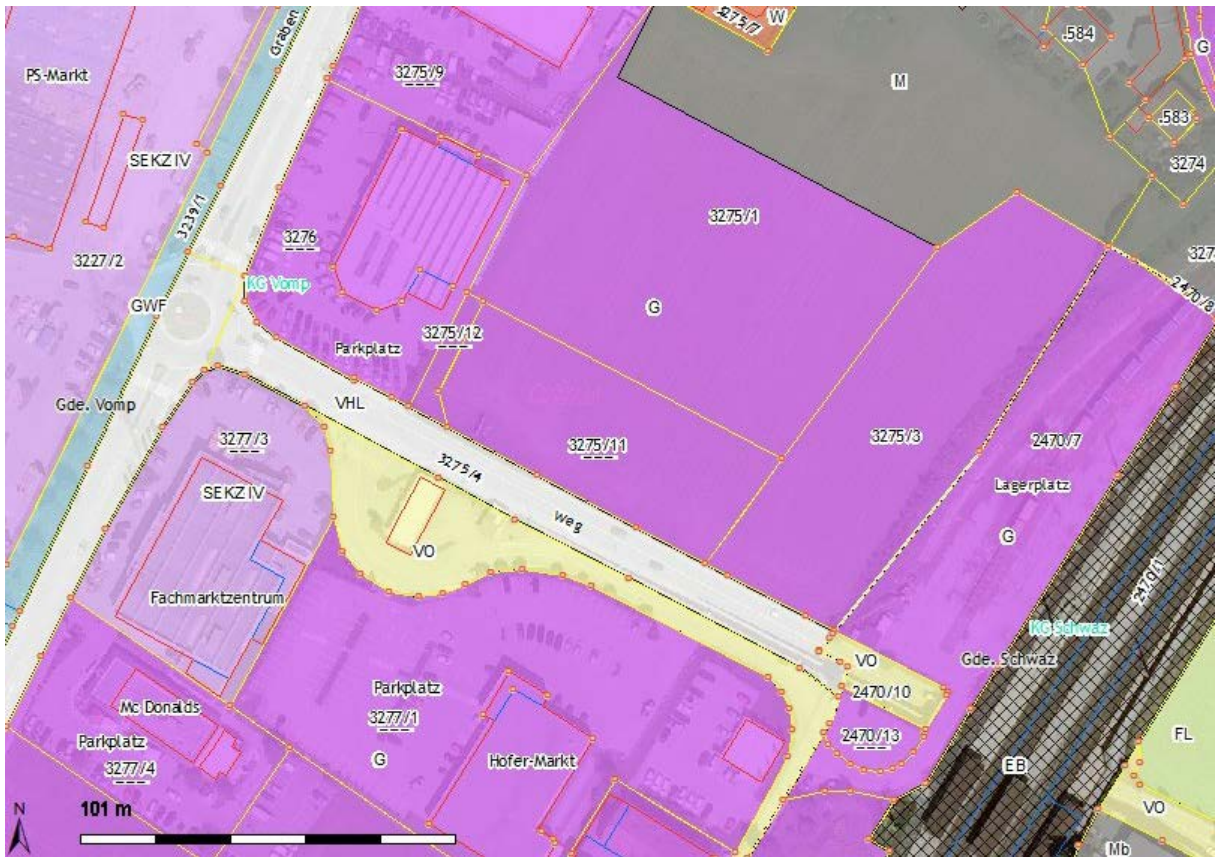 3275/7
W
.584
G
Graben
3275/9
PS-Markt
M
.583
SEKZ IV
3274
3239/1
3275/1
3276
3227/2
KG Vomp
2470/8
GWF
G
3275/12
Parkplatz
VHL
Gde. Vomp
3277/3
3275/11
3275/3
2470/7
3275/4
Lagerplatz
SEKZ IV
weg
G
VO
2470/1
Fachmarktzentrum
KG Schwaz
VO
Gde. Schwaz
Parkplatz
2470/10
Mc Donalds
3277/1
2470/13
Parkplatz
FL
G
Hofer-Markt
3277/4
EB
N
101 m
VO
Mb